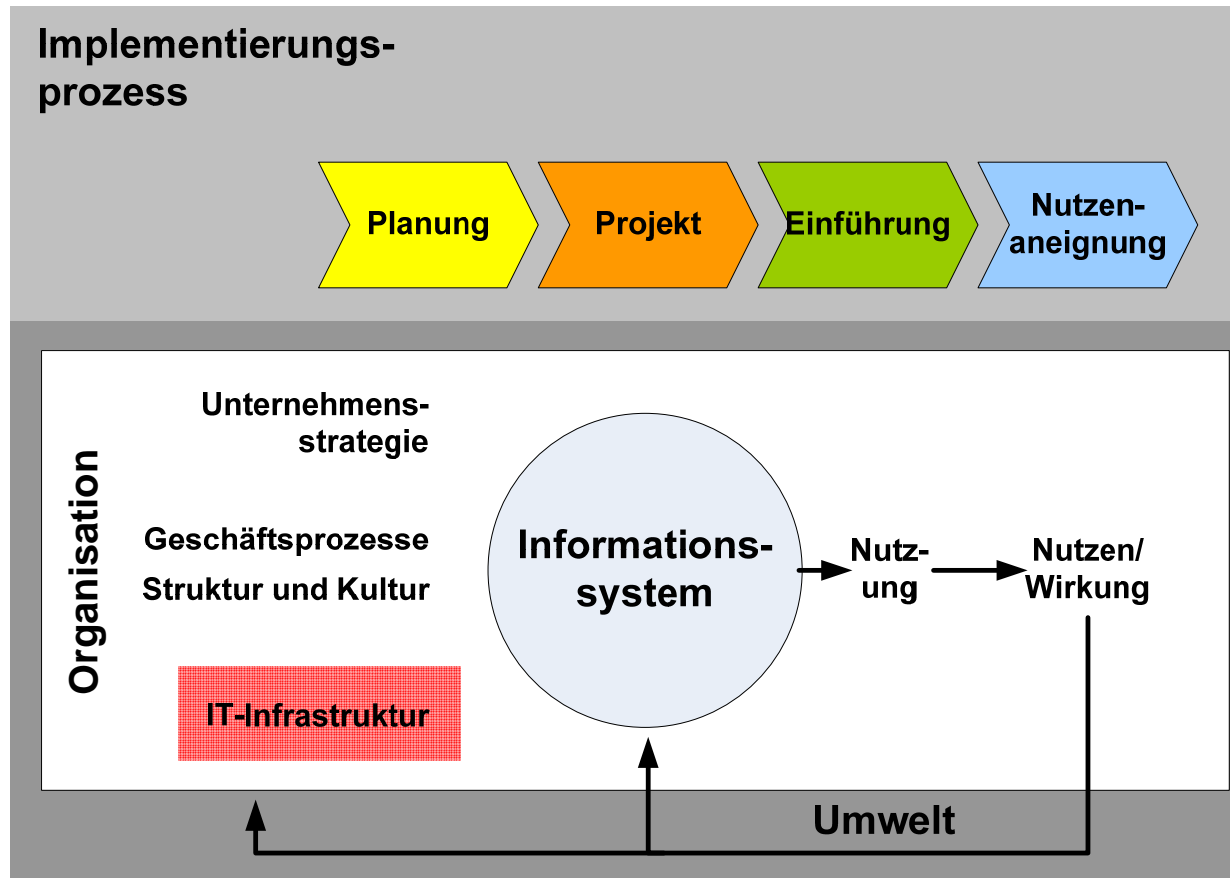 Implementierungs-
prozess
Planung
Projekt
Einführung
Nutzen-
aneignung
Organisation
Unternehmens-
strategie
Geschäftsprozesse
Struktur und Kultur
IT-Infrastruktur
Informations-
system
Nutz-
ung
Nutzen/
Wirkung
Umwelt